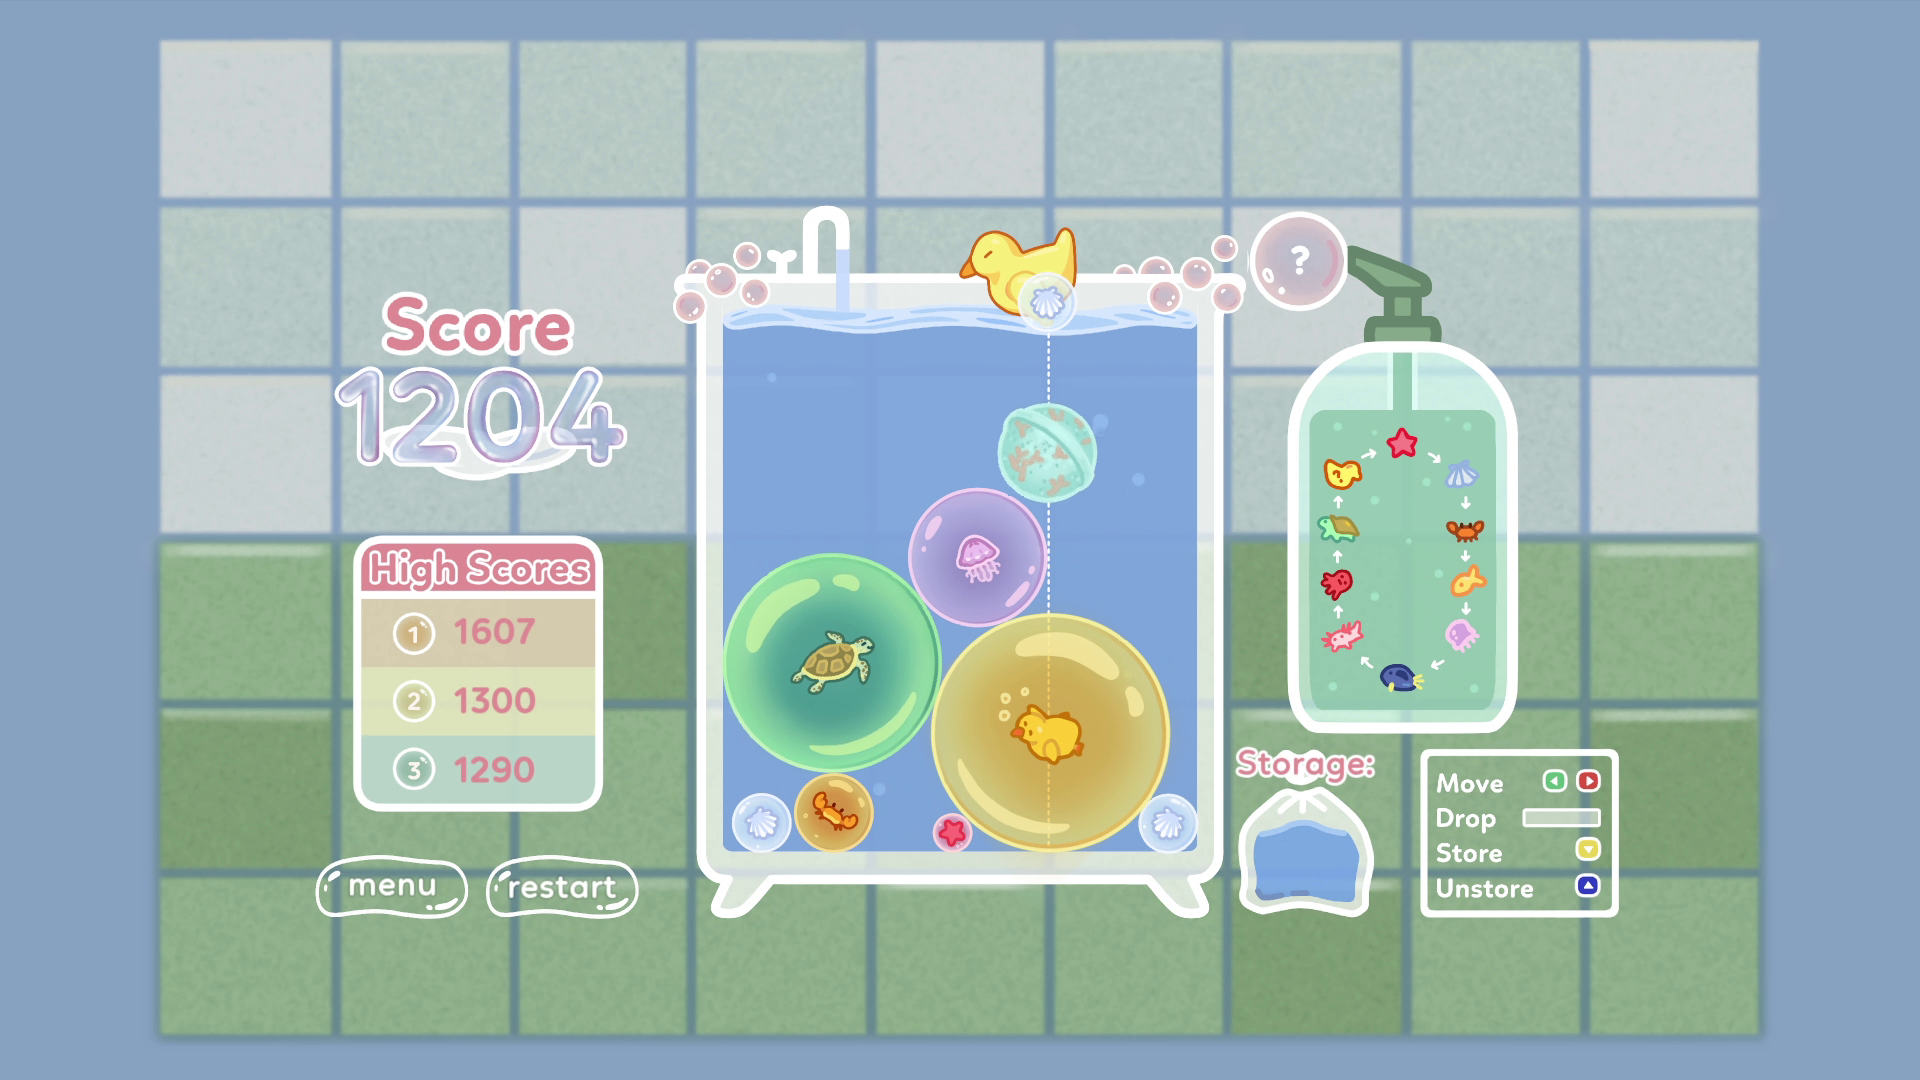 ?
Score
1204
High Scores
1 1607
2 1300
3 1290
menu restart
Storage:
Move
Drop
Store
Unstore